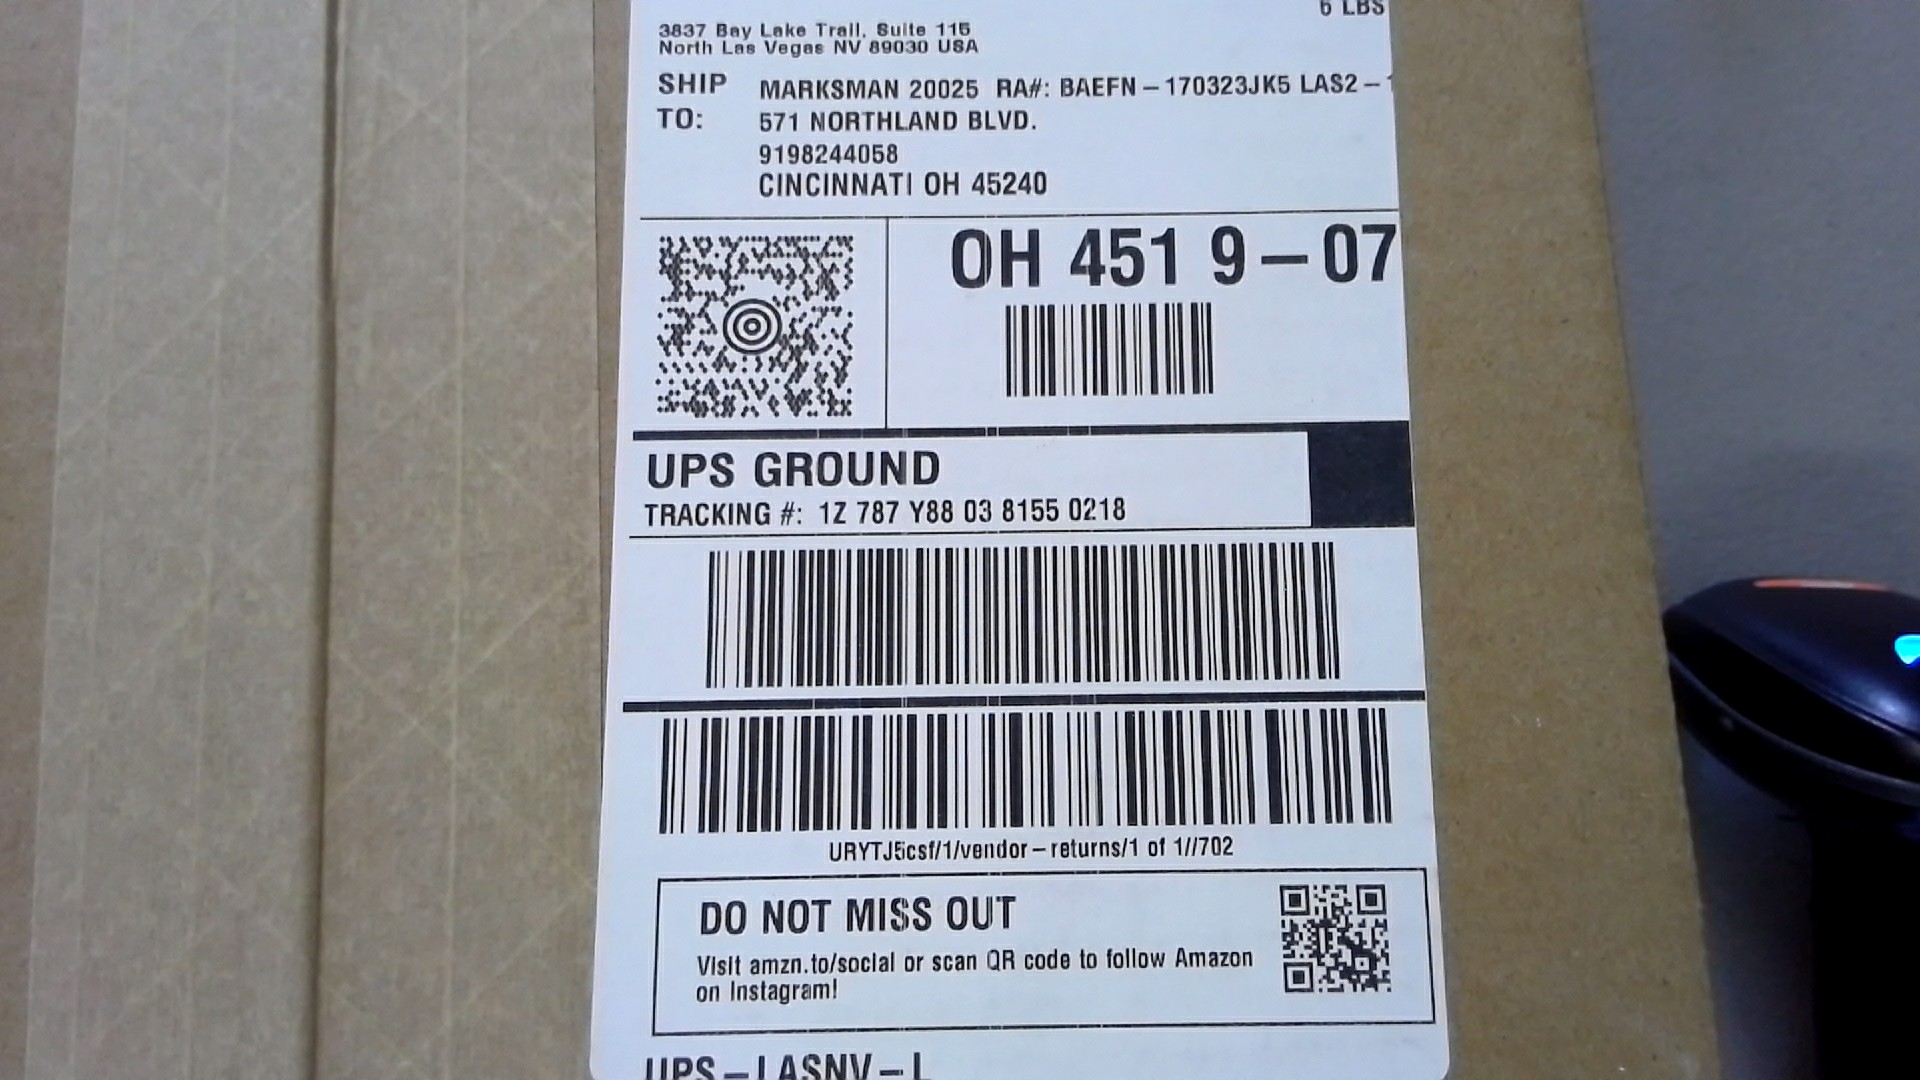 6 LBS
3837 Bay Lake Trail, Suite 115
North Las Vegas NV 89030 USA
SHIP TO:
MARKSMAN 20025 RA#: BAEFN-170323JK5 LAS2-
571 NORTHLAND BLVD.
9198244058
CINCINNATI OH 45240
OH 451 9-07
UPS GROUND
TRACKING #: 1Z 787 Y88 03 8155 0218
URYTJ5csf/1/vendor-returns/1 of 1//702
DO NOT MISS OUT
Visit amzn.to/social or scan QR code to follow Amazon
on Instagram!
UPS-LASNV-L